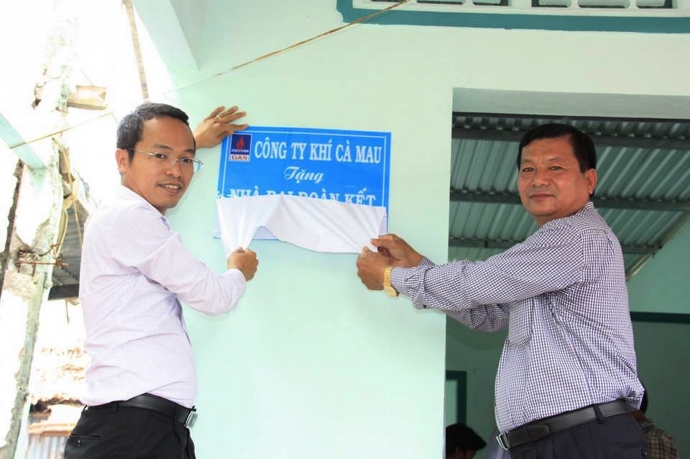 GAS
CÔNG TY KHÍ CÀ MAU
Tặng
NHÀ ĐẠI ĐOÀN KẾT